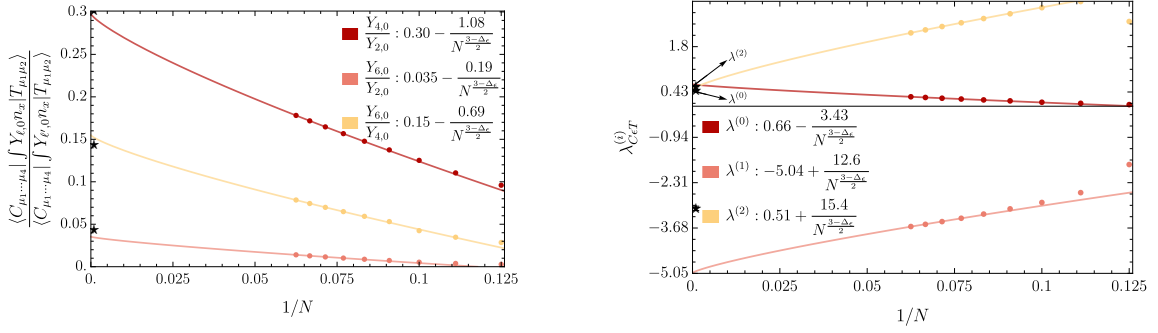 ⟨C_{μ₁⋯μ₄}| ∫ Y_{ℓ,0} n_x |T_{μ₁μ₂}⟩
⟨C_{μ₁⋯μ₄}| ∫ Y_{ℓ',0} n_x |T_{μ₁μ₂}⟩
0.3
0.2
0.15
0.1
0.05
0.
0.
0.025
0.05
0.075
0.1
0.125
1/N
Y_{4,0}/Y_{2,0} : 0.30 − 1.08/N^{(3−Δ_ϵ)/2}
Y_{6,0}/Y_{2,0} : 0.035 − 0.19/N^{(3−Δ_ϵ)/2}
Y_{6,0}/Y_{4,0} : 0.15 − 0.69/N^{(3−Δ_ϵ)/2}
λ^{(i)}_{CϵT}
1.8
0.43
−0.94
−2.31
−3.68
−5.05
λ^{(2)}
λ^{(0)}
λ^{(0)} : 0.66 − 3.43/N^{(3−Δ_ϵ)/2}
λ^{(1)} : −5.04 + 12.6/N^{(3−Δ_ϵ)/2}
λ^{(2)} : 0.51 + 15.4/N^{(3−Δ_ϵ)/2}
0.
0.025
0.05
0.075
0.1
0.125
1/N